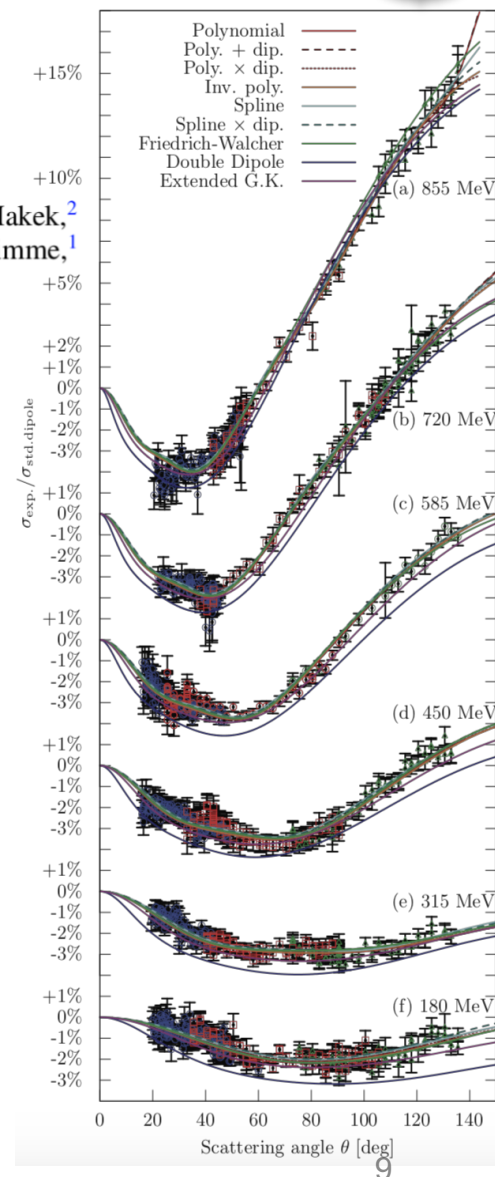 Polynomial
Poly. + dip.
Poly. × dip.
Inv. poly.
Spline
Spline × dip.
Friedrich-Walcher
Double Dipole
Extended G.K.
Makek,2
mme,1
+15%
+10%
+5%
+2%
+1%
0%
-1%
-2%
-3%
(a) 855 MeV
+1%
0%
-1%
-2%
-3%
(b) 720 MeV
+1%
0%
-1%
-2%
-3%
(c) 585 MeV
+1%
0%
-1%
-2%
-3%
(d) 450 MeV
+1%
0%
-1%
-2%
-3%
(e) 315 MeV
+1%
0%
-1%
-2%
-3%
(f) 180 MeV
σexp./σstd.dipole
0 20 40 60 80 100 120 140
Scattering angle θ [deg]
9